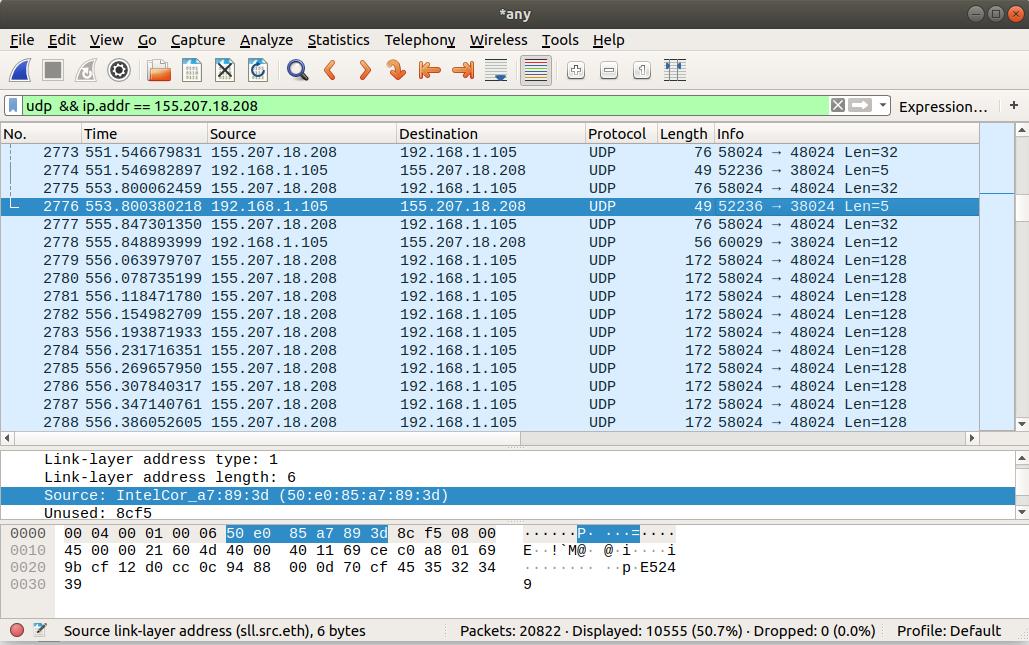 *any
File Edit View Go Capture Analyze Statistics Telephony Wireless Tools Help
udp && ip.addr == 155.207.18.208 Expression… +
No. Time Source Destination Protocol Length Info
2773 551.546679831 155.207.18.208 192.168.1.105 UDP 76 58024 → 48024 Len=32
2774 551.546982897 192.168.1.105 155.207.18.208 UDP 49 52236 → 38024 Len=5
2775 553.800062459 155.207.18.208 192.168.1.105 UDP 76 58024 → 48024 Len=32
2776 553.800380218 192.168.1.105 155.207.18.208 UDP 49 52236 → 38024 Len=5
2777 555.847301350 155.207.18.208 192.168.1.105 UDP 76 58024 → 48024 Len=32
2778 555.848893999 192.168.1.105 155.207.18.208 UDP 56 60029 → 38024 Len=12
2779 556.063979707 155.207.18.208 192.168.1.105 UDP 172 58024 → 48024 Len=128
2780 556.078735199 155.207.18.208 192.168.1.105 UDP 172 58024 → 48024 Len=128
2781 556.118471780 155.207.18.208 192.168.1.105 UDP 172 58024 → 48024 Len=128
2782 556.154982709 155.207.18.208 192.168.1.105 UDP 172 58024 → 48024 Len=128
2783 556.193871933 155.207.18.208 192.168.1.105 UDP 172 58024 → 48024 Len=128
2784 556.231716351 155.207.18.208 192.168.1.105 UDP 172 58024 → 48024 Len=128
2785 556.269657950 155.207.18.208 192.168.1.105 UDP 172 58024 → 48024 Len=128
2786 556.307840317 155.207.18.208 192.168.1.105 UDP 172 58024 → 48024 Len=128
2787 556.347140761 155.207.18.208 192.168.1.105 UDP 172 58024 → 48024 Len=128
2788 556.386052605 155.207.18.208 192.168.1.105 UDP 172 58024 → 48024 Len=128
Link-layer address type: 1
Link-layer address length: 6
Source: IntelCor_a7:89:3d (50:e0:85:a7:89:3d)
Unused: 8cf5
0000 00 04 00 01 00 06 50 e0 85 a7 89 3d 8c f5 08 00 ······P· ···=····
0010 45 00 00 21 60 4d 40 00 40 11 69 ce c0 a8 01 69 E··!`M@· @·i····i
0020 9b cf 12 d0 cc 0c 94 88 00 0d 70 cf 45 35 32 34 ········ ··p·E524
0030 39 9
Source link-layer address (sll.src.eth), 6 bytes Packets: 20822 · Displayed: 10555 (50.7%) · Dropped: 0 (0.0%) Profile: Default